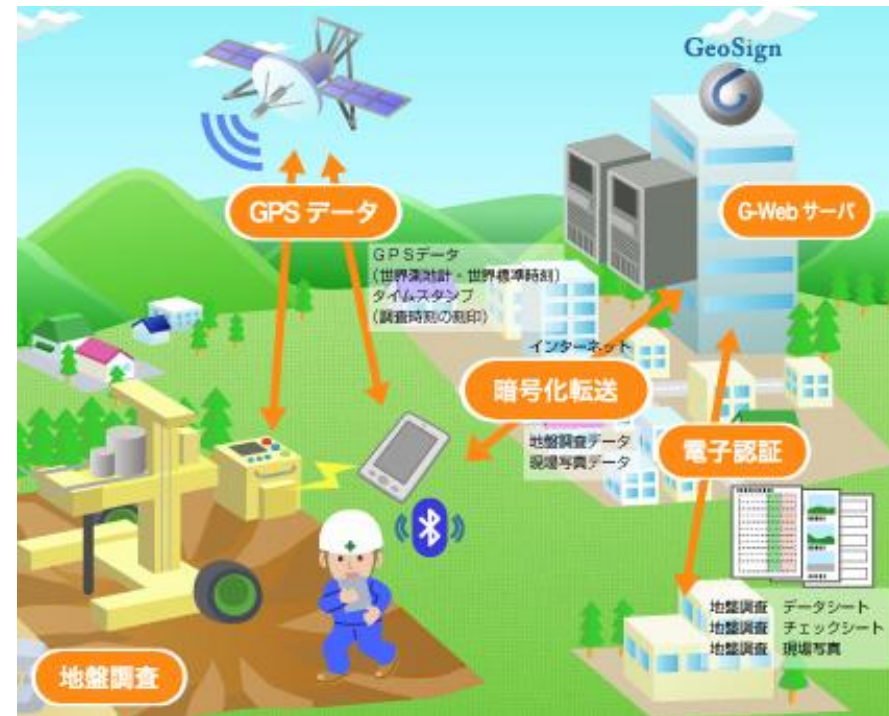 GeoSign
GPS データ
G-Web サーバ
ＧＰＳデータ
（世界測地計・世界標準時刻）
タイムスタンプ
（調査時刻の刻印）
インターネット
暗号化転送
地盤調査データ
現場写真データ
電子認証
地盤調査　データシート
地盤調査　チェックシート
地盤調査　現場写真
地盤調査